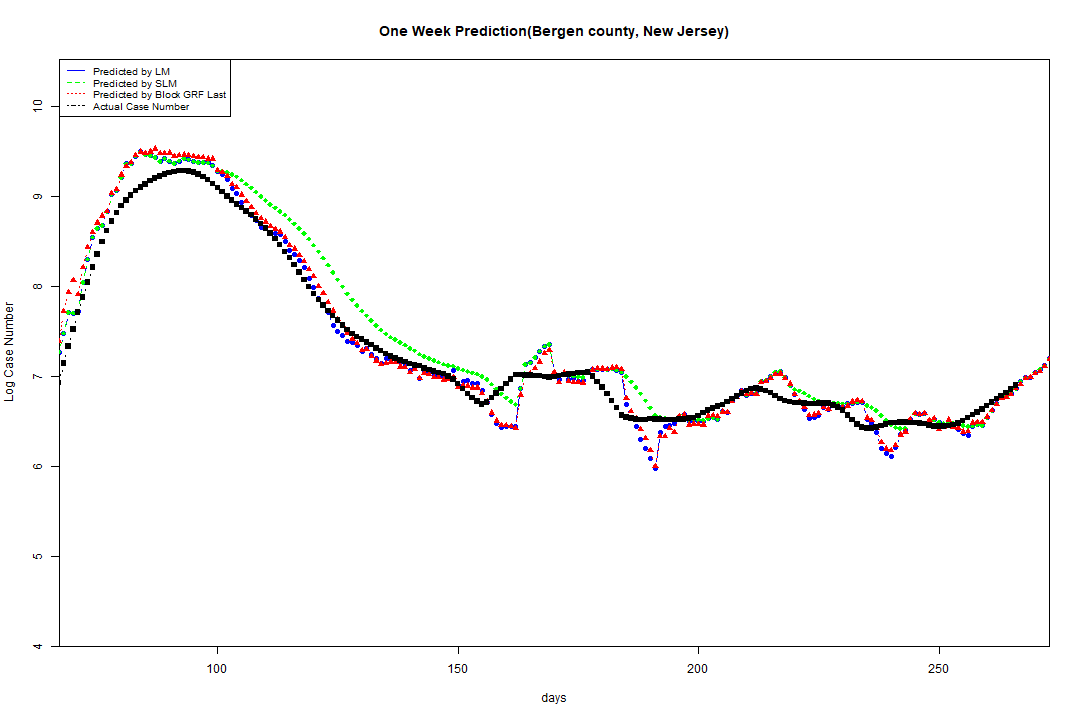 One Week Prediction(Bergen county, New Jersey)
Predicted by LM
Predicted by SLM
Predicted by Block GRF Last
Actual Case Number
10
9
8
7
6
5
4
Log Case Number
100 150 200 250
days